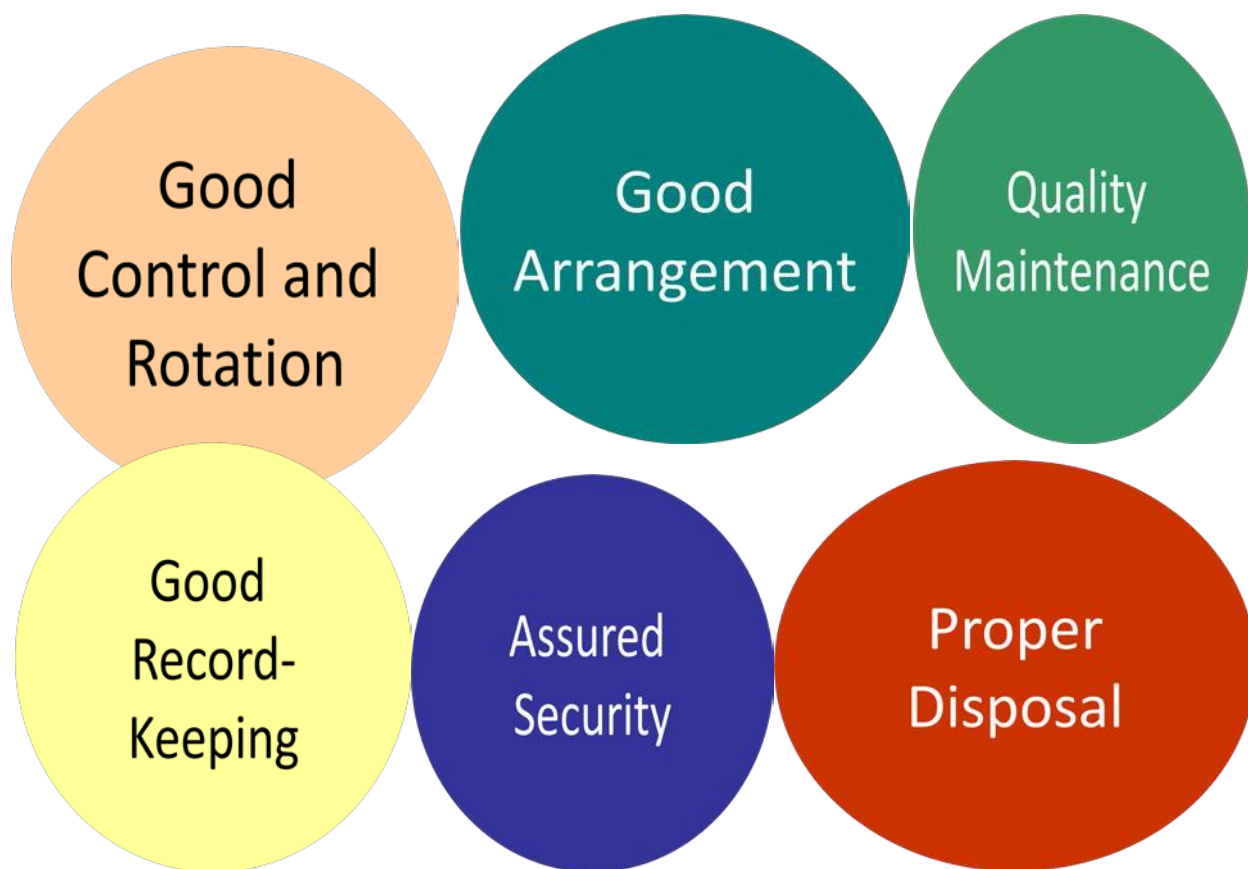 Good
Control and
Rotation
Good
Arrangement
Quality
Maintenance
Good
Record-
Keeping
Assured
Security
Proper
Disposal